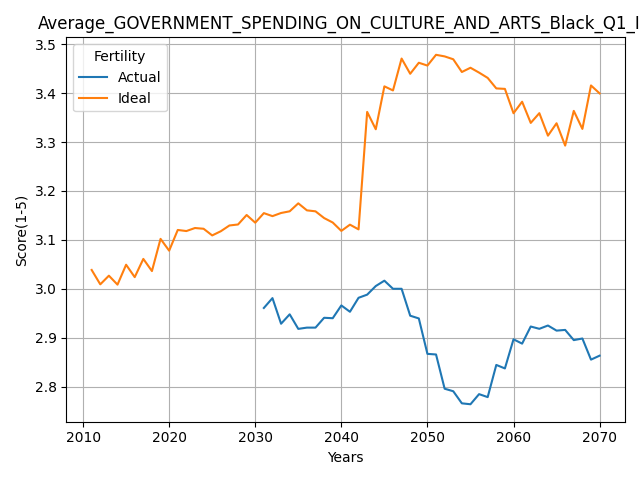 Average_GOVERNMENT_SPENDING_ON_CULTURE_AND_ARTS_Black_Q1_
Fertility
Actual
Ideal
3.5
3.4
3.3
3.2
3.1
3.0
2.9
2.8
Score(1-5)
2010 2020 2030 2040 2050 2060 2070
Years